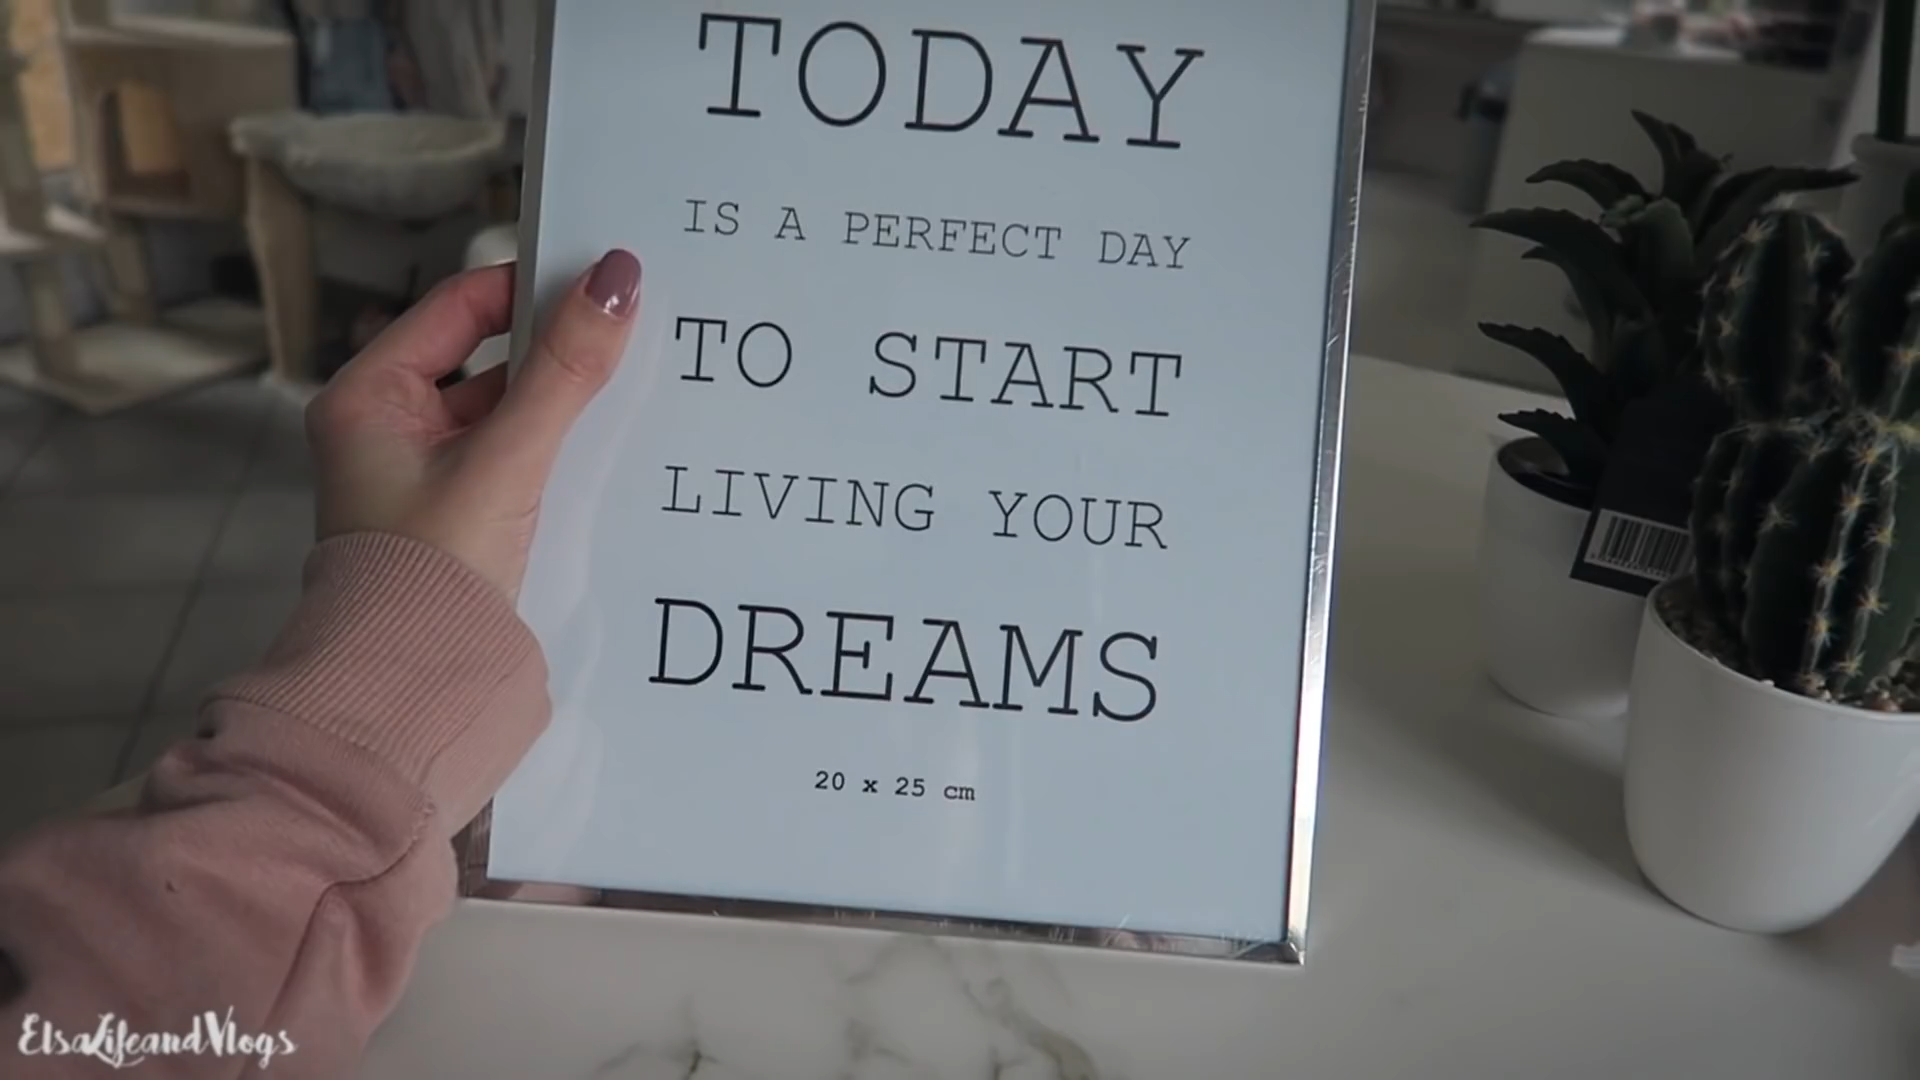 TODAY
IS A PERFECT DAY
TO START
LIVING YOUR
DREAMS
20 x 25 cm
ElsaLifeandVlogs